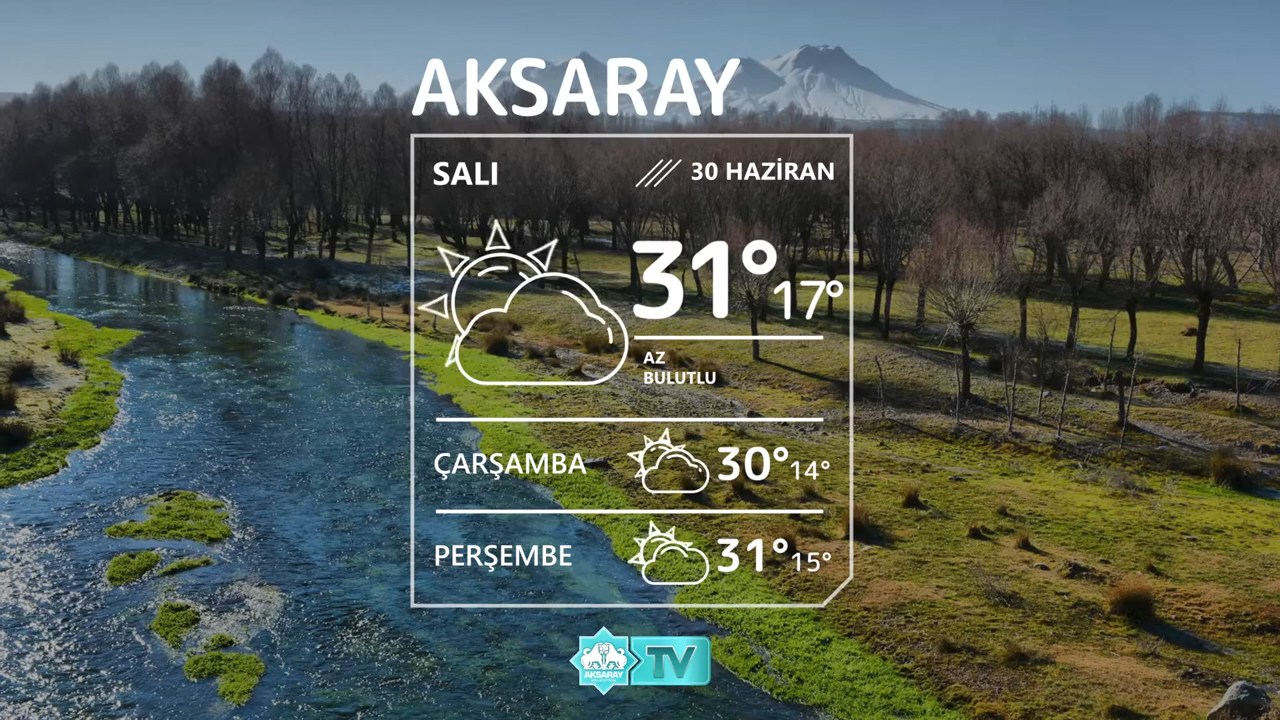 AKSARAY
SALI
30 HAZİRAN
31° 17°
AZ
BULUTLU
ÇARŞAMBA 30° 14°
PERŞEMBE 31° 15°
AKSARAY
TV